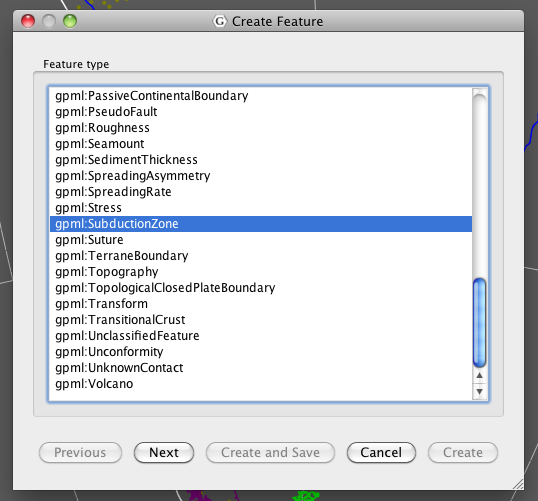 Create Feature
Feature type
gpml:PassiveContinentalBoundary
gpml:PseudoFault
gpml:Roughness
gpml:Seamount
gpml:SedimentThickness
gpml:SpreadingAsymmetry
gpml:SpreadingRate
gpml:Stress
gpml:SubductionZone
gpml:Suture
gpml:TerraneBoundary
gpml:Topography
gpml:TopologicalClosedPlateBoundary
gpml:Transform
gpml:TransitionalCrust
gpml:UnclassifiedFeature
gpml:Unconformity
gpml:UnknownContact
gpml:Volcano
Previous Next Create and Save Cancel Create